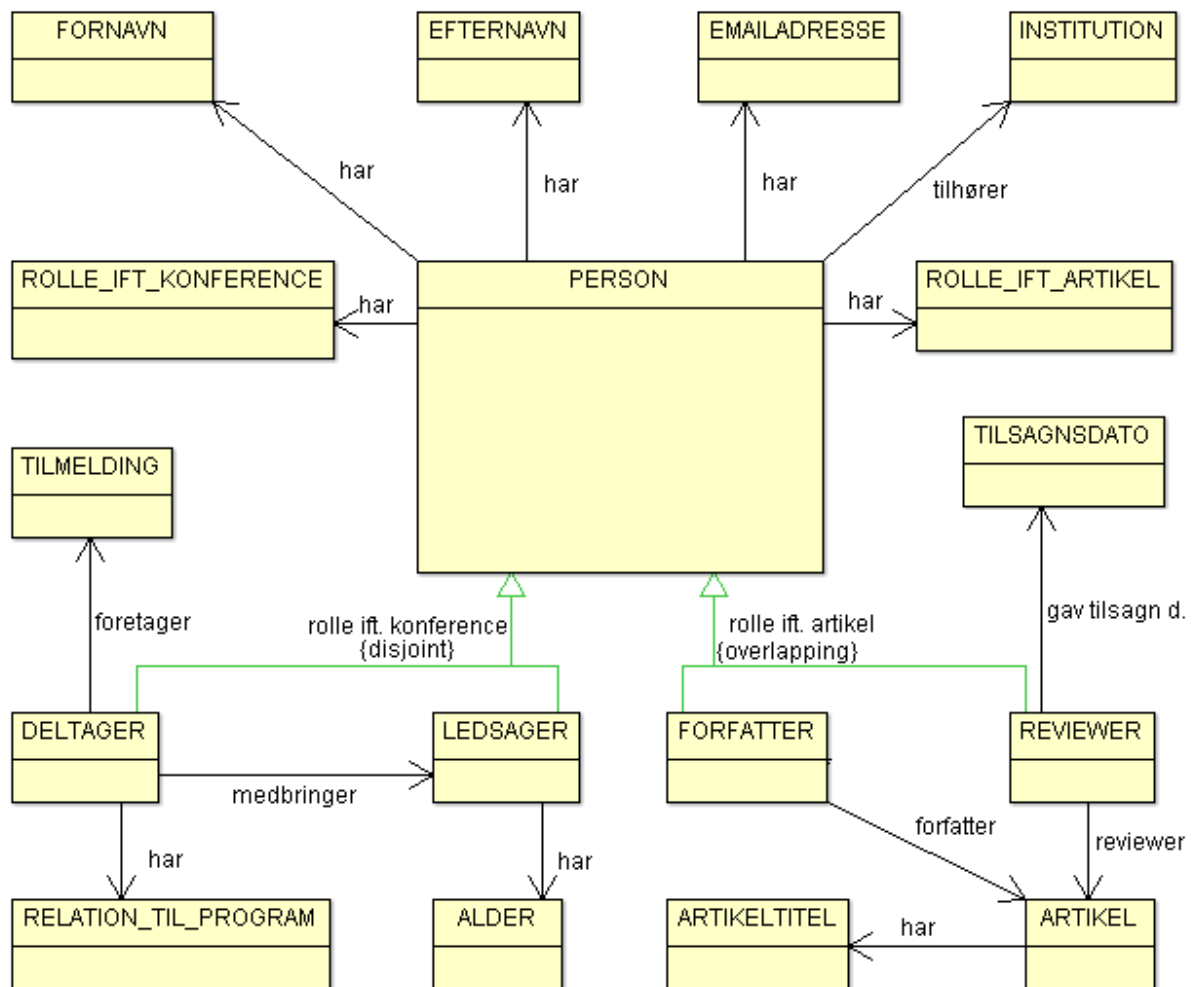 FORNAVN
EFTERNAVN
EMAILADRESSE
INSTITUTION
har
har
har
tilhører
ROLLE_IFT_KONFERENCE
har
PERSON
har
ROLLE_IFT_ARTIKEL
TILMELDING
TILSAGNSDATO
foretager
rolle ift. konference
{disjoint}
rolle ift. artikel
{overlapping}
gav tilsagn d.
DELTAGER
LEDSAGER
FORFATTER
REVIEWER
medbringer
forfatter
reviewer
har
har
RELATION_TIL_PROGRAM
ALDER
ARTIKELTITEL
har
ARTIKEL